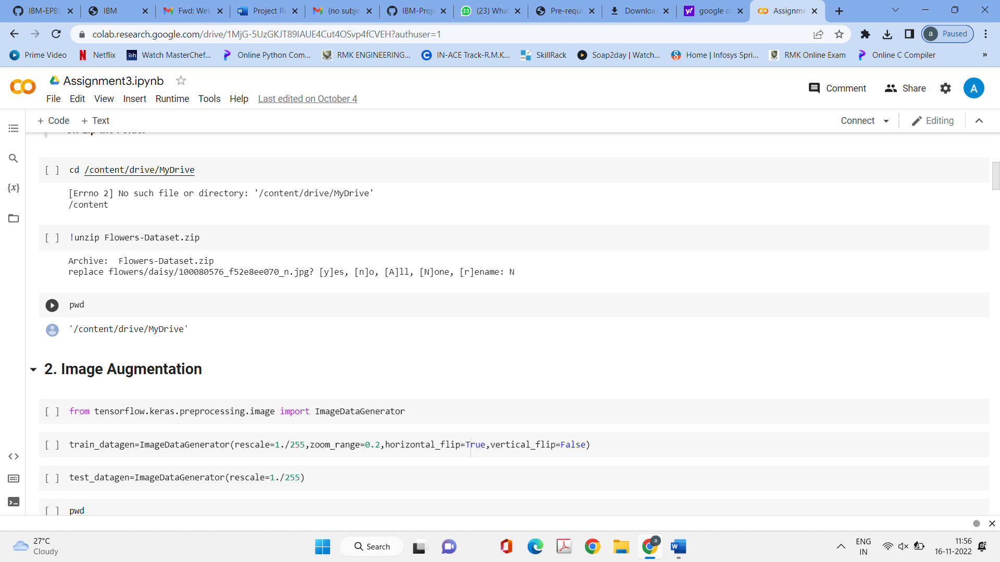 IBM-EPBL
IBM
Fwd: Welc
Project Re
(no subje
IBM-Proje
(23) What
Pre-requi
Download
google co
Assignme
colab.research.google.com/drive/1MjG-5UzGKJT89IAUE4Cut4OSvp4fCVEH?authuser=1
a Paused
Prime Video
Netflix
Watch MasterChef...
Online Python Com...
RMK ENGINEERING...
IN-ACE Track-R.M.K...
SkillRack
Soap2day | Watch...
Home | Infosys Spri...
RMK Online Exam
Online C Compiler
»
Assignment3.ipynb
Comment
Share
A
File Edit View Insert Runtime Tools Help Last edited on October 4
+ Code + Text
Connect
Editing
[ ] cd /content/drive/MyDrive
[Errno 2] No such file or directory: '/content/drive/MyDrive'
/content
{x}
[ ] !unzip Flowers-Dataset.zip
Archive:  Flowers-Dataset.zip
replace flowers/daisy/100080576_f52e8ee070_n.jpg? [y]es, [n]o, [A]ll, [N]one, [r]ename: N
pwd
'/content/drive/MyDrive'
2. Image Augmentation
[ ] from tensorflow.keras.preprocessing.image import ImageDataGenerator
[ ] train_datagen=ImageDataGenerator(rescale=1./255,zoom_range=0.2,horizontal_flip=True,vertical_flip=False)
[ ] test_datagen=ImageDataGenerator(rescale=1./255)
[ ] pwd
27°C
Cloudy
Search
ENG
IN
11:56
16-11-2022